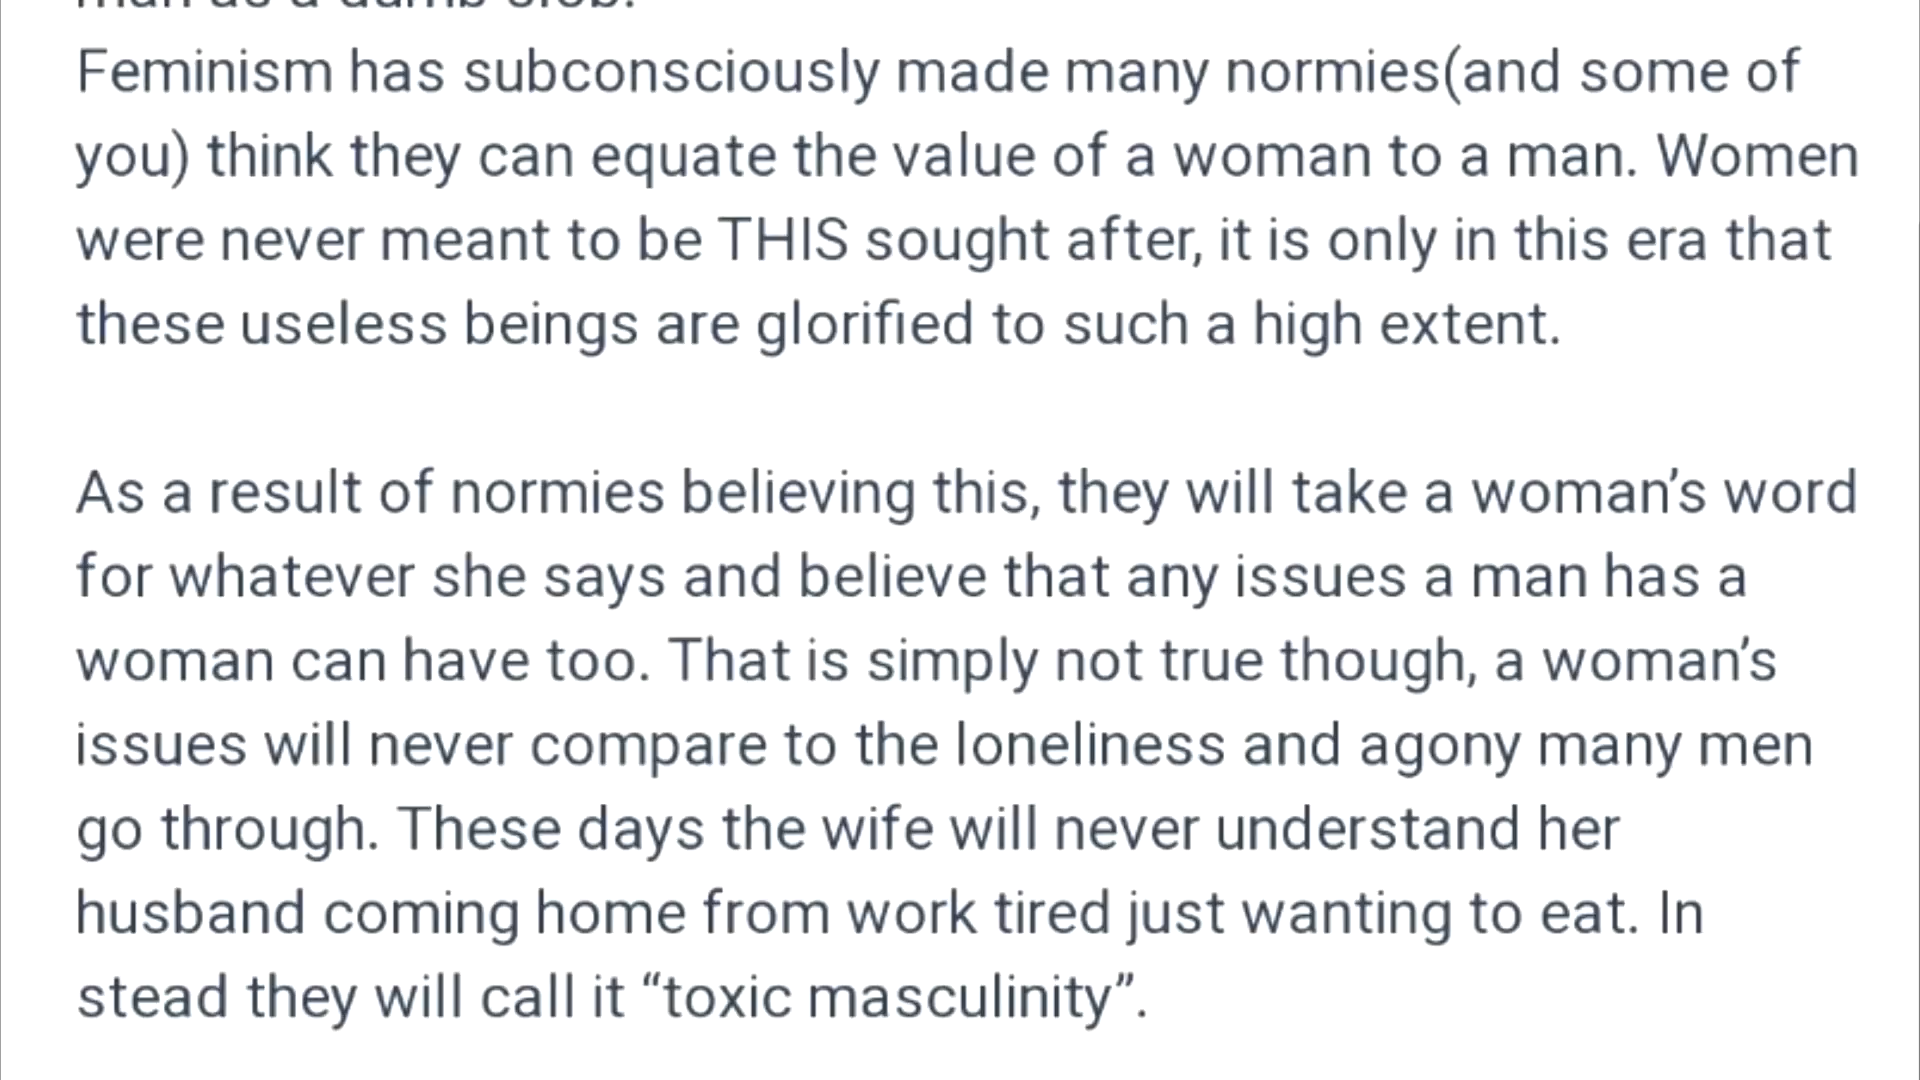 man as a dumb slob.
Feminism has subconsciously made many normies(and some of
you) think they can equate the value of a woman to a man. Women
were never meant to be THIS sought after, it is only in this era that
these useless beings are glorified to such a high extent.
As a result of normies believing this, they will take a woman’s word
for whatever she says and believe that any issues a man has a
woman can have too. That is simply not true though, a woman’s
issues will never compare to the loneliness and agony many men
go through. These days the wife will never understand her
husband coming home from work tired just wanting to eat. In
stead they will call it “toxic masculinity”.